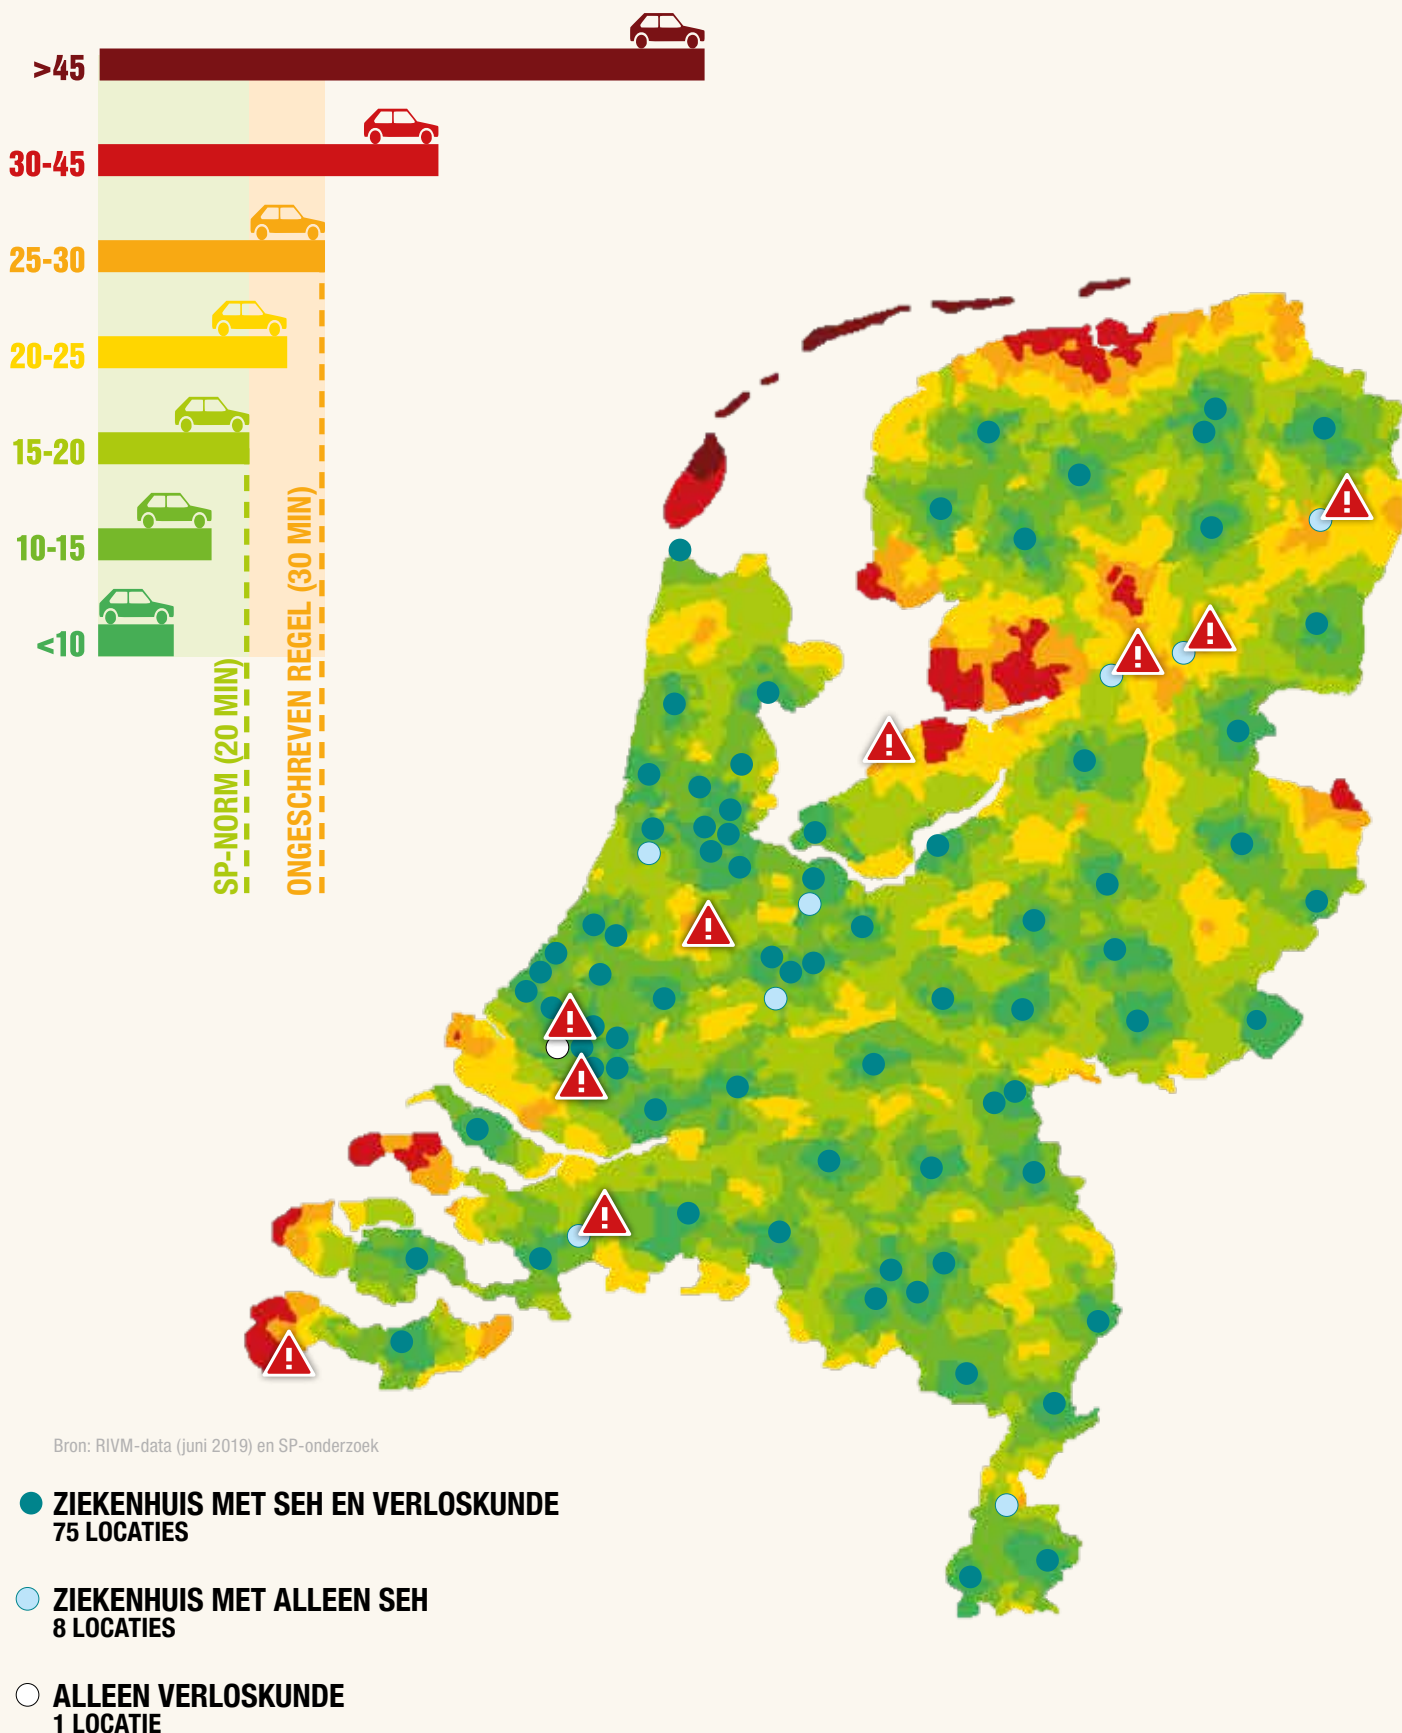 >45
30-45
25-30
20-25
15-20
10-15
<10
SP-NORM (20 MIN)
ONGESCHREVEN REGEL (30 MIN)
Bron: RIVM-data (juni 2019) en SP-onderzoek
ZIEKENHUIS MET SEH EN VERLOSKUNDE
75 LOCATIES
ZIEKENHUIS MET ALLEEN SEH
8 LOCATIES
ALLEEN VERLOSKUNDE
1 LOCATIE